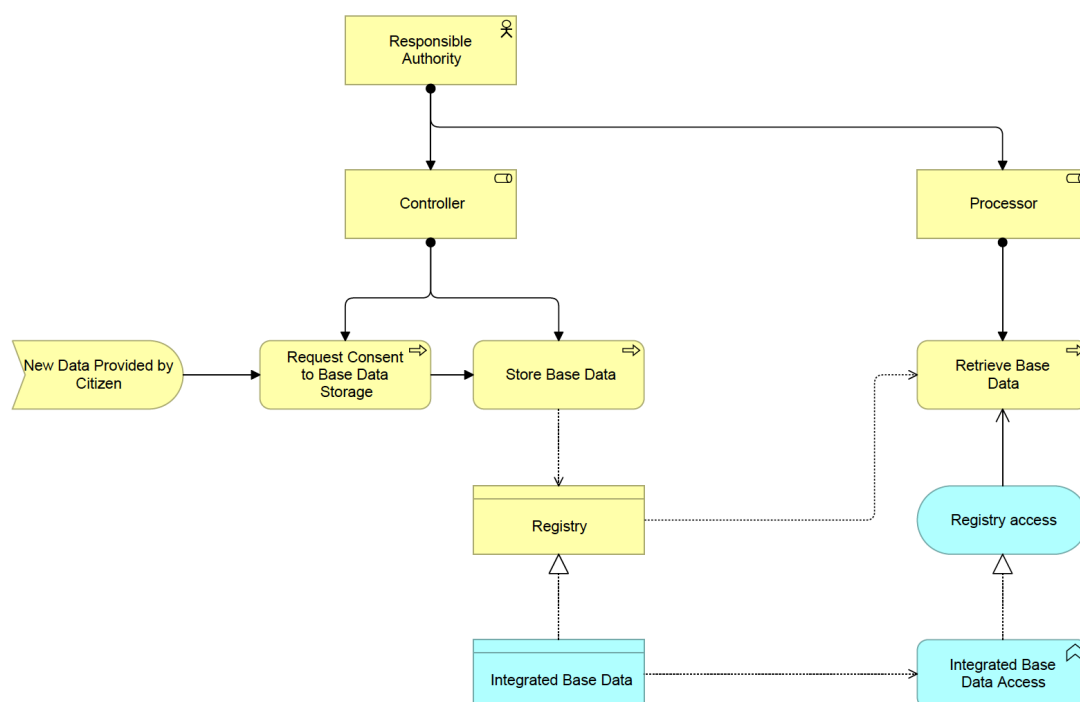 Responsible
Authority
Controller
Processor
New Data Provided by
Citizen
Request Consent
to Base Data
Storage
Store Base Data
Retrieve Base
Data
Registry
Registry access
Integrated Base Data
Integrated Base
Data Access